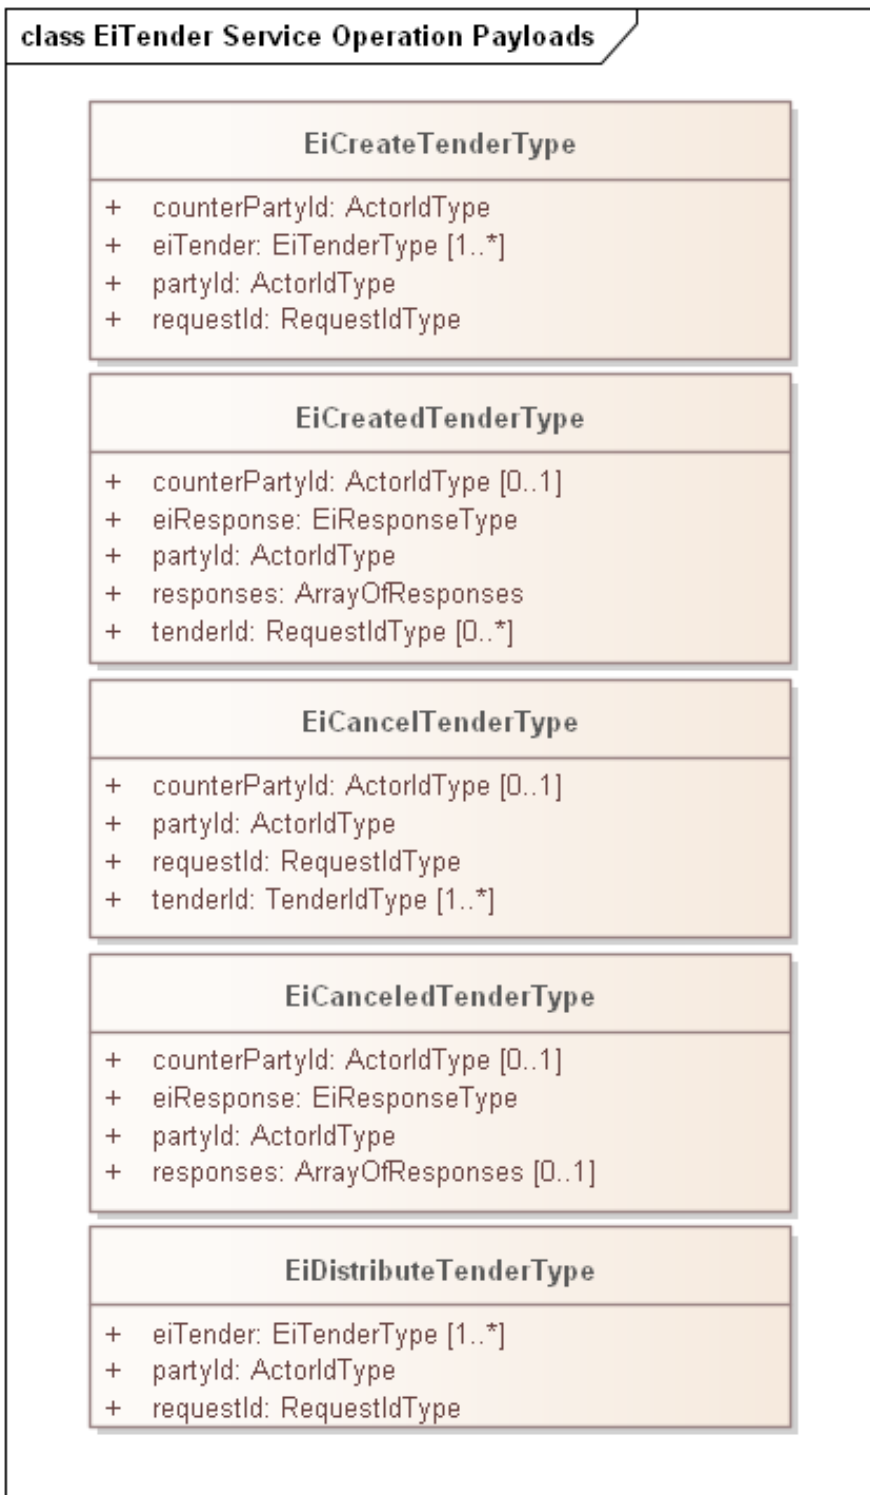 class EiTender Service Operation Payloads
EiCreateTenderType
+ counterPartyId: ActorIdType
+ eiTender: EiTenderType [1..*]
+ partyId: ActorIdType
+ requestId: RequestIdType
EiCreatedTenderType
+ counterPartyId: ActorIdType [0..1]
+ eiResponse: EiResponseType
+ partyId: ActorIdType
+ responses: ArrayOfResponses
+ tenderId: RequestIdType [0..*]
EiCancelTenderType
+ counterPartyId: ActorIdType [0..1]
+ partyId: ActorIdType
+ requestId: RequestIdType
+ tenderId: TenderIdType [1..*]
EiCanceledTenderType
+ counterPartyId: ActorIdType [0..1]
+ eiResponse: EiResponseType
+ partyId: ActorIdType
+ responses: ArrayOfResponses [0..1]
EiDistributeTenderType
+ eiTender: EiTenderType [1..*]
+ partyId: ActorIdType
+ requestId: RequestIdType